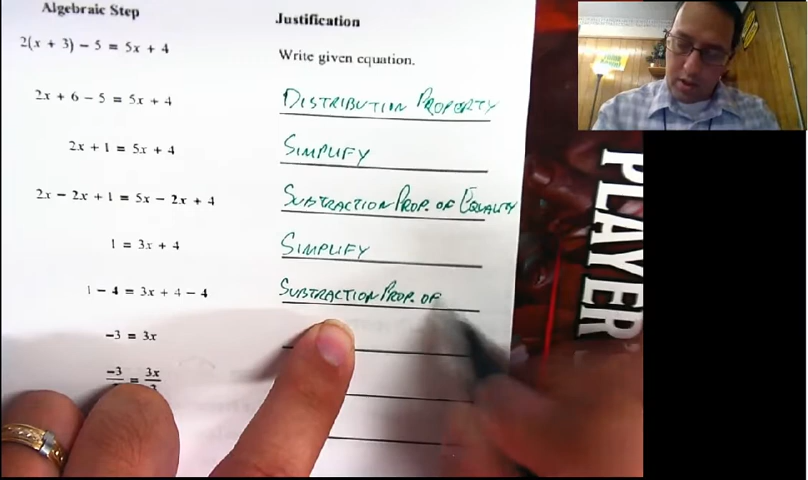 Algebraic Step
Justification
2(x + 3) − 5 = 5x + 4
Write given equation.
2x + 6 − 5 = 5x + 4
DISTRIBUTION PROPERTY
2x + 1 = 5x + 4
SIMPLIFY
2x − 2x + 1 = 5x − 2x + 4
SUBTRACTION PROP. OF EQUALITY
1 = 3x + 4
SIMPLIFY
1 − 4 = 3x + 4 − 4
SUBTRACTION PROP. OF
−3 = 3x
−3 = 3x
PLAYER